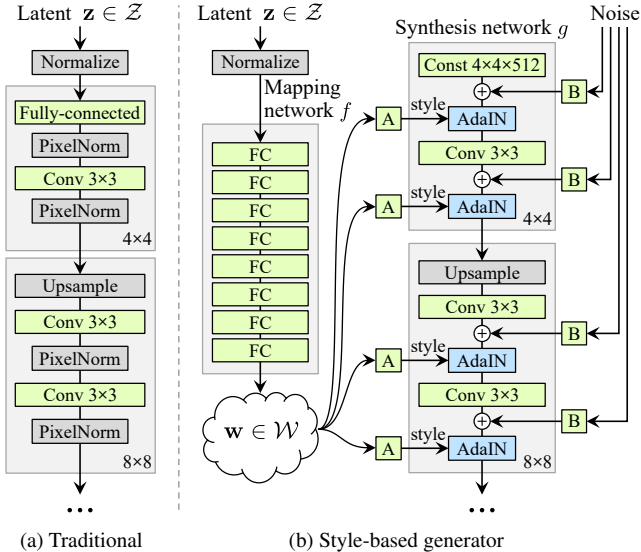 Latent z ∈ 𝒵
Normalize
Fully-connected
PixelNorm
Conv 3×3
PixelNorm
4×4
Upsample
Conv 3×3
PixelNorm
Conv 3×3
PixelNorm
8×8
...
(a) Traditional
Latent z ∈ 𝒵
Normalize
Mapping
network f
FC
FC
FC
FC
FC
FC
FC
FC
w ∈ 𝒲
A
style
A
style
A
style
A
style
Synthesis network g
Const 4×4×512
+
AdaIN
Conv 3×3
+
AdaIN
4×4
Upsample
Conv 3×3
+
AdaIN
Conv 3×3
+
AdaIN
8×8
...
Noise
B
B
B
B
(b) Style-based generator